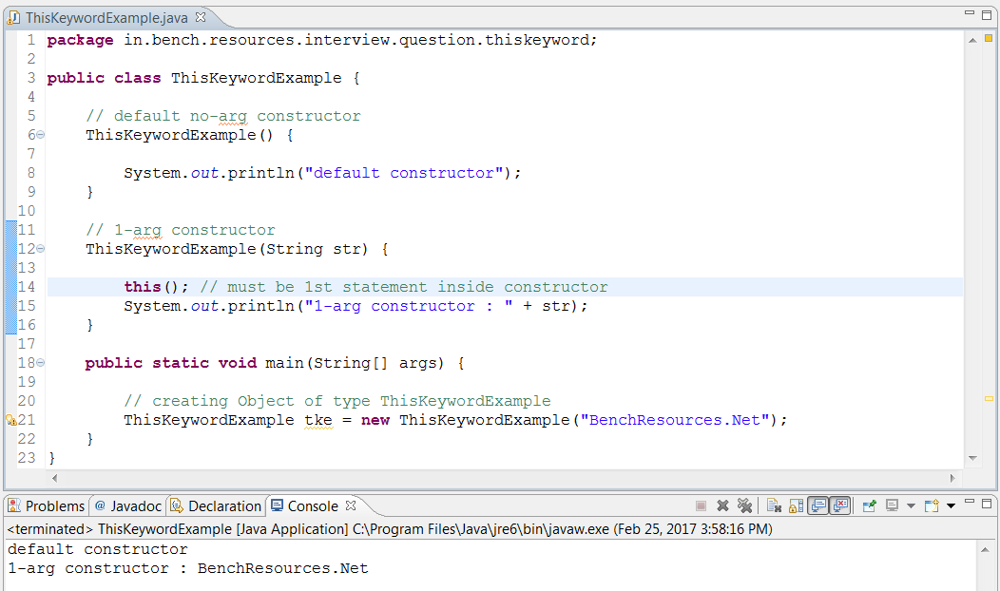 ThisKeywordExample.java
1 package in.bench.resources.interview.question.thiskeyword;
2
3 public class ThisKeywordExample {
4
5 // default no-arg constructor
6 ThisKeywordExample() {
7
8 System.out.println("default constructor");
9 }
10
11 // 1-arg constructor
12 ThisKeywordExample(String str) {
13
14 this(); // must be 1st statement inside constructor
15 System.out.println("1-arg constructor : " + str);
16 }
17
18 public static void main(String[] args) {
19
20 // creating Object of type ThisKeywordExample
21 ThisKeywordExample tke = new ThisKeywordExample("BenchResources.Net");
22 }
23 }
Problems @ Javadoc Declaration Console
<terminated> ThisKeywordExample [Java Application] C:\Program Files\Java\jre6\bin\javaw.exe (Feb 25, 2017 3:58:16 PM)
default constructor
1-arg constructor : BenchResources.Net